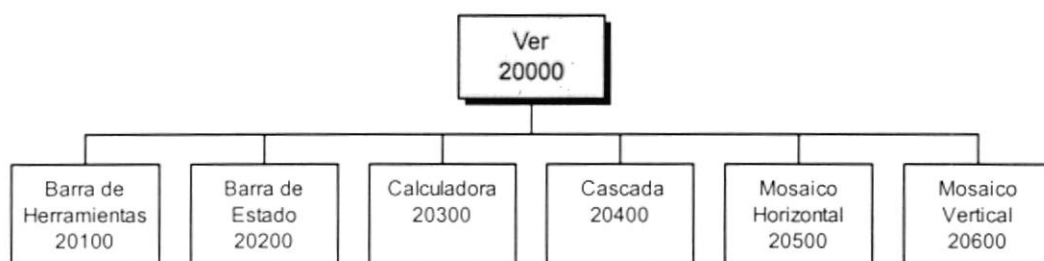 Ver
20000
Barra de
Herramientas
20100
Barra de
Estado
20200
Calculadora
20300
Cascada
20400
Mosaico
Horizontal
20500
Mosaico
Vertical
20600